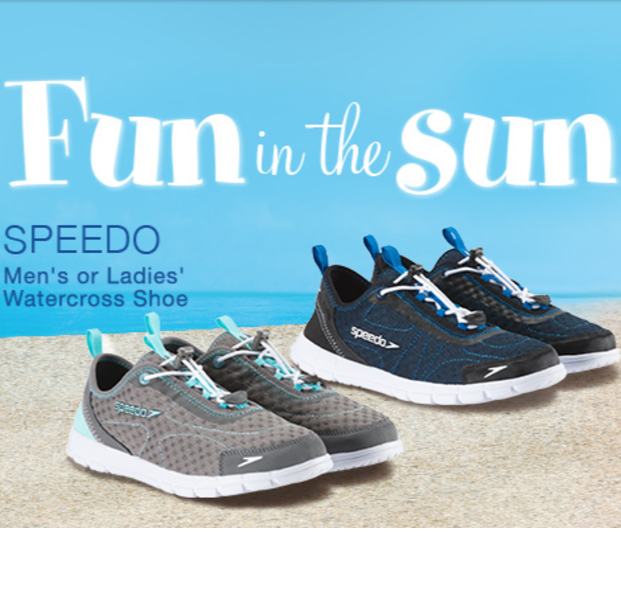 Fun in the sun
SPEEDO
Men's or Ladies'
Watercross Shoe
speedo
speedo